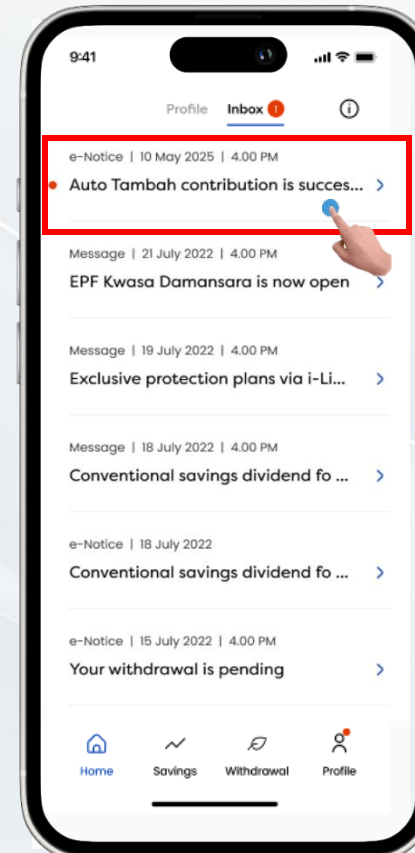 9:41
Profile Inbox 1
e-Notice | 10 May 2025 | 4.00 PM
Auto Tambah contribution is succes...
Message | 21 July 2022 | 4.00 PM
EPF Kwasa Damansara is now open
Message | 19 July 2022 | 4.00 PM
Exclusive protection plans via i-Li...
Message | 18 July 2022 | 4.00 PM
Conventional savings dividend fo ...
e-Notice | 18 July 2022
Conventional savings dividend fo ...
e-Notice | 15 July 2022 | 4.00 PM
Your withdrawal is pending
Home Savings Withdrawal Profile